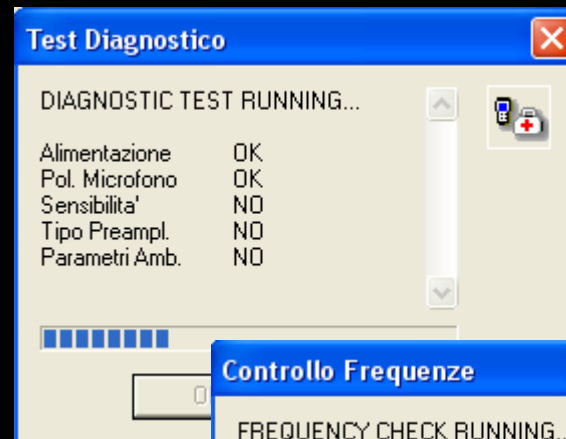 Test Diagnostico
DIAGNOSTIC TEST RUNNING...
Alimentazione OK
Pol. Microfono OK
Sensibilita' NO
Tipo Preampl. NO
Parametri Amb. NO
Controllo Frequenze
FREQUENCY CHECK RUNNING...